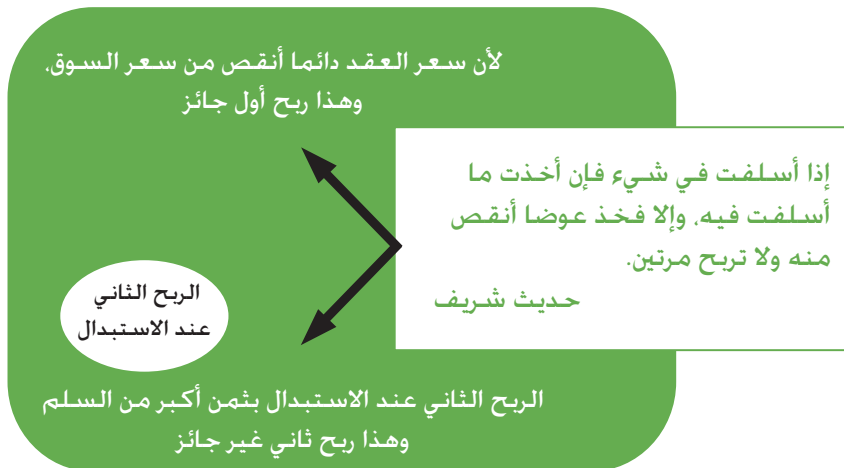 لأن سعر العقد دائما أنقص من سعر السوق،
وهذا ربح أول جائز
إذا أسلفت في شيء فإن أخذت ما
أسلفت فيه، وإلا فخذ عوضا أنقص
منه ولا تربح مرتين.
حديث شريف
الربح الثاني
عند الاستبدال
الربح الثاني عند الاستبدال بثمن أكبر من السلم
وهذا ربح ثاني غير جائز